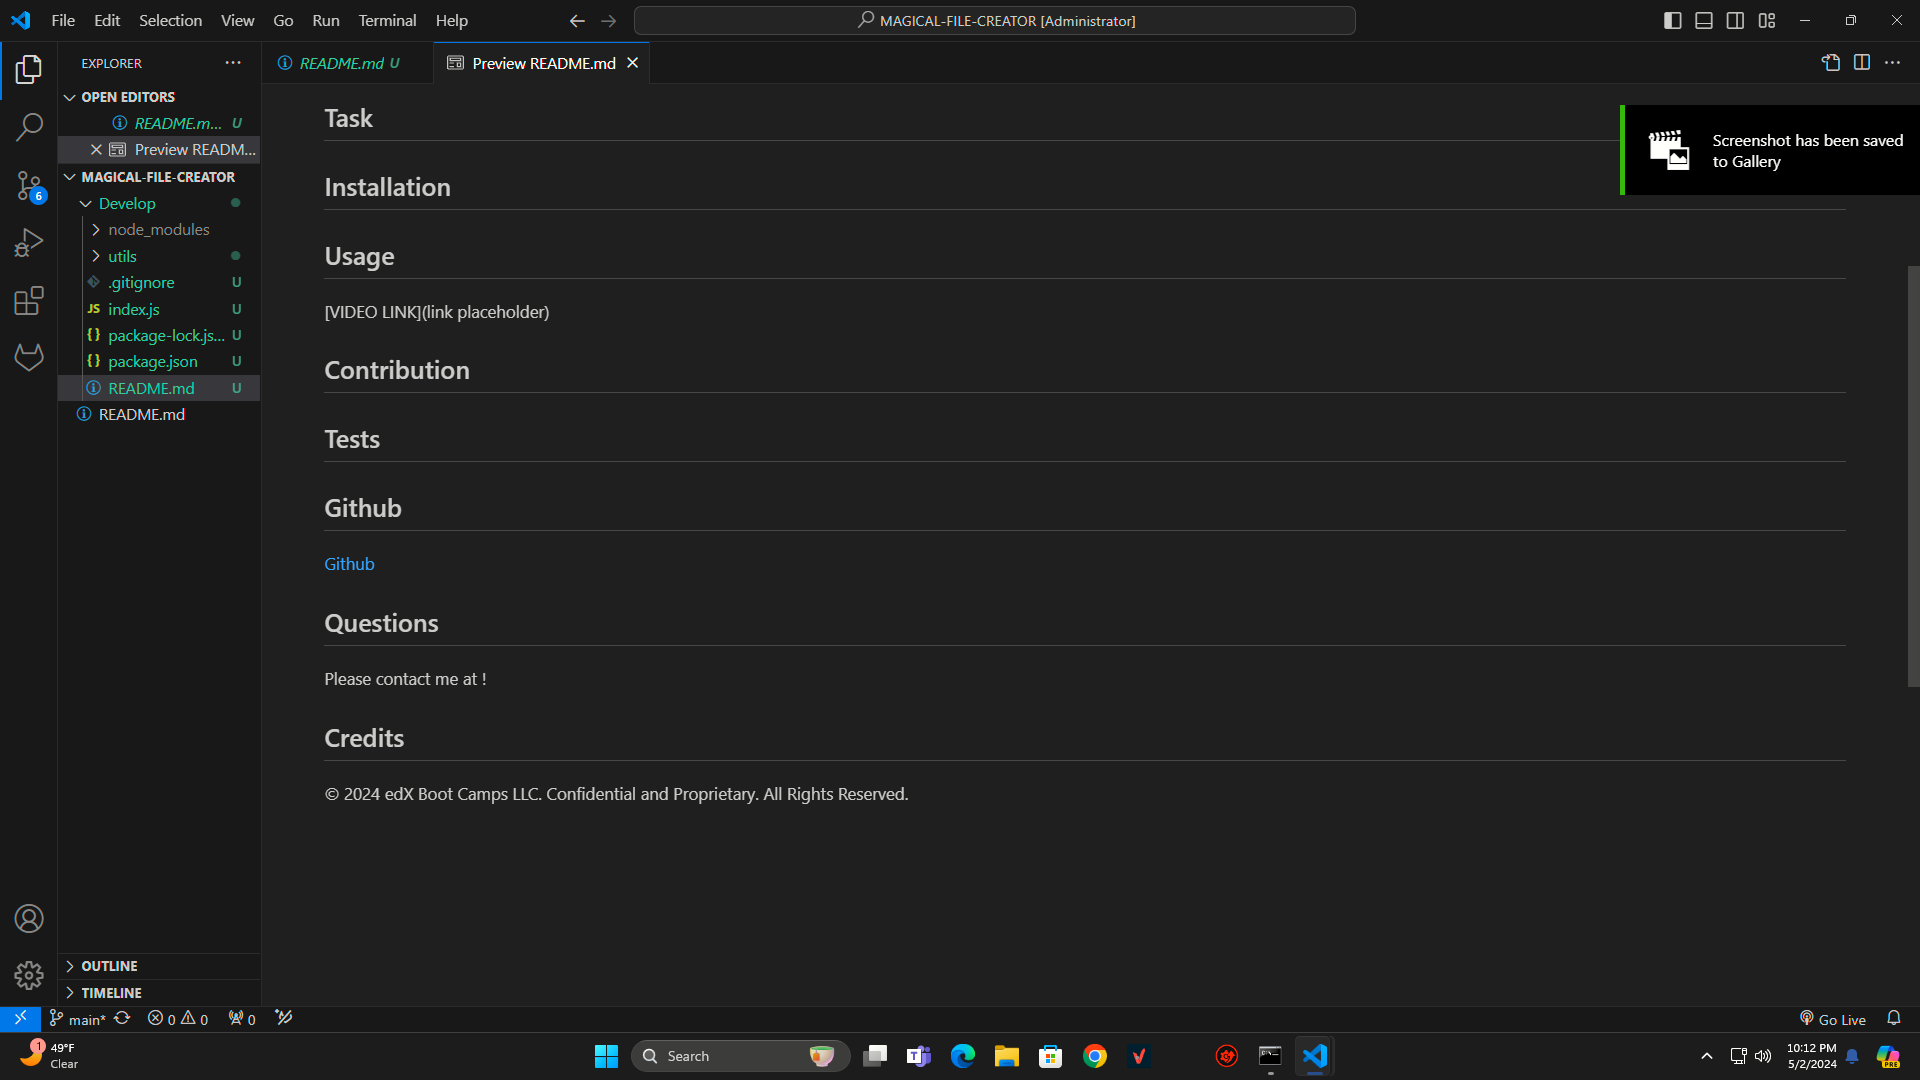 File Edit Selection View Go Run Terminal Help
MAGICAL-FILE-CREATOR [Administrator]
EXPLORER
README.md U
Preview README.md
OPEN EDITORS
README.m... U
Preview READM...
MAGICAL-FILE-CREATOR
Develop
node_modules
utils
.gitignore U
JS index.js U
{} package-lock.js... U
{} package.json U
README.md U
README.md
OUTLINE
TIMELINE
Task
Installation
Usage
[VIDEO LINK](link placeholder)
Contribution
Tests
Github
Github
Questions
Please contact me at !
Credits
© 2024 edX Boot Camps LLC. Confidential and Proprietary. All Rights Reserved.
Screenshot has been saved
to Gallery
6
main* 0 0 0
Go Live
1
49°F
Clear
Search
10:12 PM
5/2/2024
PRE